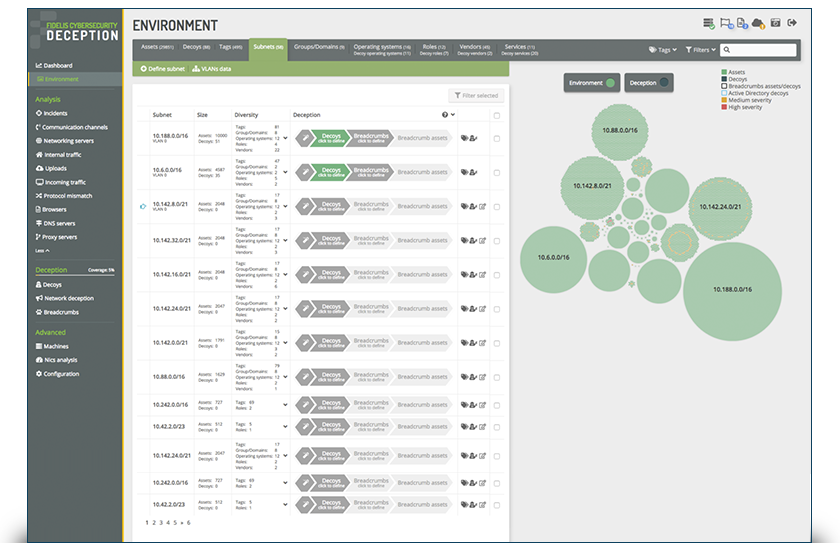 FIDELIS CYBERSECURITY
DECEPTION
ENVIRONMENT
Assets (20651) Decoys (86) Tags (495) Subnets (58) Groups/Domains (9) Operating systems (16) Roles (12) Vendors (45) Services (11)
Decoy operating systems (11) Decoy roles (7) Decoy vendors (2) Decoy services (20)
Tags Filters
Define subnet VLANs data
Dashboard
Environment
Analysis
Incidents
Communication channels
Networking servers
Internal traffic
Uploads
Incoming traffic
Protocol mismatch
Browsers
DNS servers
Proxy servers
Less
Deception Coverage: 5%
Decoys
Network deception
Breadcrumbs
Advanced
Machines
Nics analysis
Configuration
Filter selected
Subnet Size Diversity Deception
10.188.0.0/16 VLAN 0
Assets: 10000 Decoys: 51
Tags: 81 Group/Domains: 8 Operating systems: 12 Roles: 4 Vendors: 22
Decoys click to define Breadcrumbs click to define Breadcrumb assets
10.6.0.0/16 VLAN 0
Assets: 4587 Decoys: 35
Tags: 47 Group/Domains: 2 Operating systems: 2 Roles: 5 Vendors: 2
Decoys click to define Breadcrumbs click to define Breadcrumb assets
10.142.8.0/21 VLAN 0
Assets: 2048 Decoys: 0
Tags: 17 Group/Domains: 8 Operating systems: 12 Roles: 2 Vendors: 3
Decoys click to define Breadcrumbs click to define Breadcrumb assets
10.142.32.0/21
Assets: 2048 Decoys: 0
Tags: 17 Group/Domains: 8 Operating systems: 12 Roles: 2 Vendors: 3
Decoys click to define Breadcrumbs click to define Breadcrumb assets
10.142.16.0/21
Assets: 2048 Decoys: 0
Tags: 17 Group/Domains: 8 Operating systems: 12 Roles: 2 Vendors: 2
Decoys click to define Breadcrumbs click to define Breadcrumb assets
10.142.24.0/21
Assets: 2047 Decoys: 0
Tags: 17 Group/Domains: 8 Operating systems: 12 Roles: 2 Vendors: 2
Decoys click to define Breadcrumbs click to define Breadcrumb assets
10.142.0.0/21
Assets: 1791 Decoys: 0
Tags: 15 Group/Domains: 8 Operating systems: 12 Roles: 3 Vendors: 2
Decoys click to define Breadcrumbs click to define Breadcrumb assets
10.88.0.0/16
Assets: 1629 Decoys: 0
Tags: 79 Group/Domains: 8 Operating systems: 12 Roles: 2 Vendors: 1
Decoys click to define Breadcrumbs click to define Breadcrumb assets
10.242.0.0/16
Assets: 727 Decoys: 0
Tags: 69 Roles: 2
Decoys click to define Breadcrumbs click to define Breadcrumb assets
10.42.2.0/23
Assets: 512 Decoys: 0
Tags: 5 Roles: 1
Decoys click to define Breadcrumbs click to define Breadcrumb assets
10.142.24.0/21
Assets: 2047 Decoys: 0
Tags: 17 Group/Domains: 8 Operating systems: 12 Roles: 2 Vendors: 2
Decoys click to define Breadcrumbs click to define Breadcrumb assets
10.242.0.0/16
Assets: 727 Decoys: 0
Tags: 69 Roles: 2
Decoys click to define Breadcrumbs click to define Breadcrumb assets
10.42.2.0/23
Assets: 512 Decoys: 0
Tags: 5 Roles: 1
Decoys click to define Breadcrumbs click to define Breadcrumb assets
1 2 3 4 5 » 6
Environment Deception
Assets
Decoys
Breadcrumbs assets/decoys
Active Directory decoys
Medium severity
High severity
10.88.0.0/16
10.142.8.0/21
10.142.24.0/21
10.6.0.0/16
10.188.0.0/16